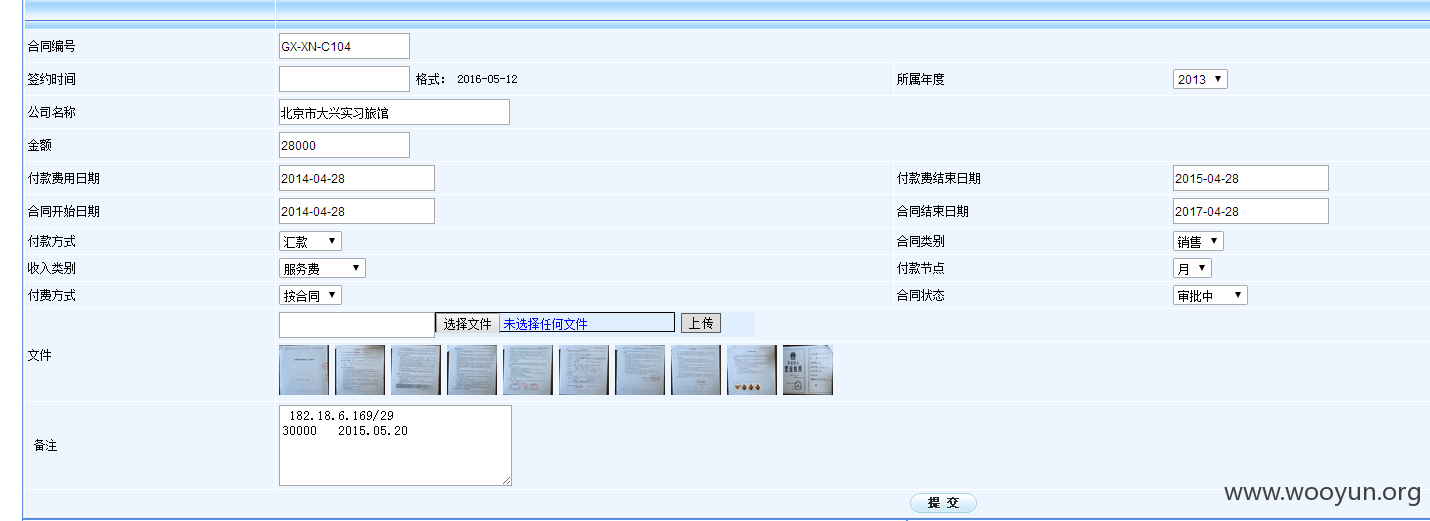 合同编号 GX-XN-C104
签约时间 格式： 2016-05-12 所属年度 2013
公司名称 北京市大兴实习旅馆
金额 28000
付款费用日期 2014-04-28 付款费结束日期 2015-04-28
合同开始日期 2014-04-28 合同结束日期 2017-04-28
付款方式 汇款 合同类别 销售
收入类别 服务费 付款节点 月
付费方式 按合同 合同状态 审批中
选择文件 未选择任何文件 上传
文件
营业执照
备注 182.18.6.169/29
30000 2015.05.20
提 交
www.wooyun.org